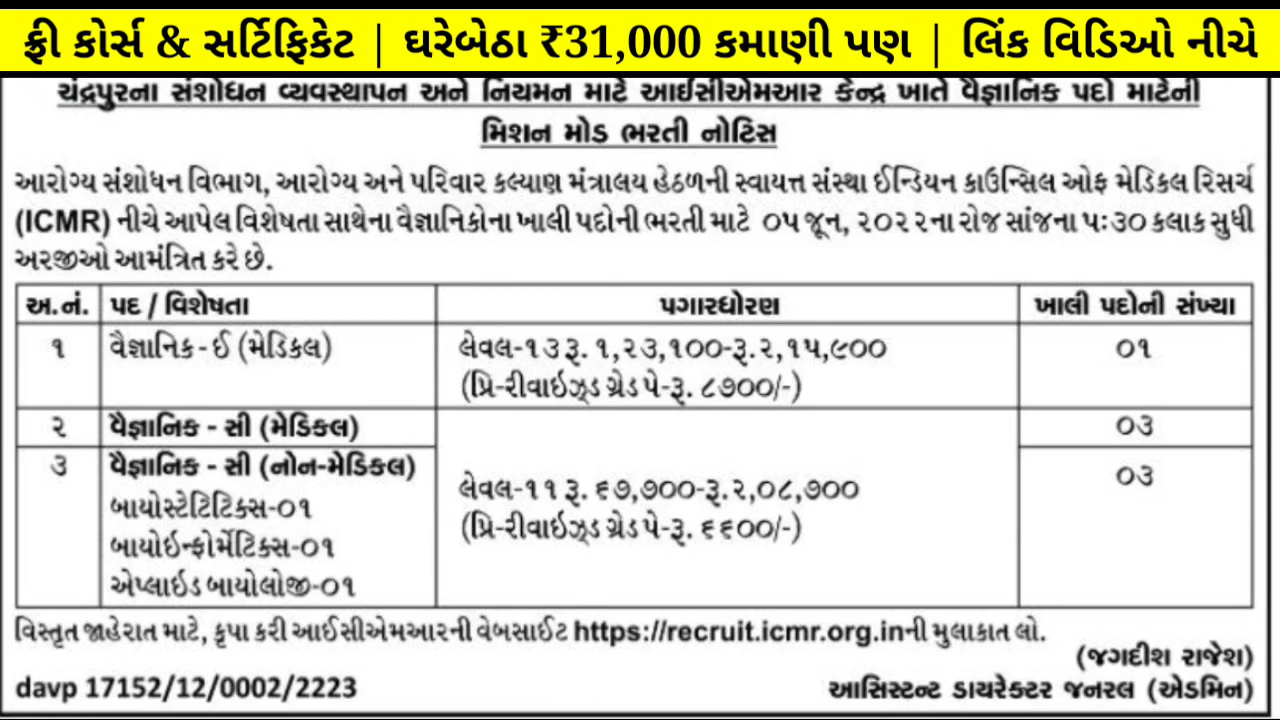 ફ્રી કોર્સ & સર્ટિફિકેટ | ઘરેબેઠા ₹31,000 કમાણી પણ | લિંક વિડિઓ નીચે
ચંદ્રપુરના સંશોધન વ્યવસ્થાપન અને નિયમન માટે આઈસીએમઆર કેન્દ્ર ખાતે વૈજ્ઞાનિક પદો માટેની
મિશન મોડ ભરતી નોટિસ
આરોગ્ય સંશોધન વિભાગ, આરોગ્ય અને પરિવાર કલ્યાણ મંત્રાલય હેઠળની સ્વાયત્ત સંસ્થા ઈન્ડિયન કાઉન્સિલ ઓફ મેડિકલ રિસર્ચ
(ICMR) નીચે આપેલ વિશેષતા સાથેના વૈજ્ઞાનિકોના ખાલી પદોની ભરતી માટે ૦૫ જૂન, ૨૦૨૨ના રોજ સાંજના ૫:૩૦ કલાક સુધી
અરજીઓ આમંત્રિત કરે છે.
અ.નં. પદ / વિશેષતા પગારધોરણ ખાલી પદોની સંખ્યા
૧ વૈજ્ઞાનિક - ઈ (મેડિકલ) લેવલ-૧૩ રૂ. ૧,૨૩,૧૦૦-રૂ.૨,૧૫,૯૦૦ ૦૧
(પ્રિ-રીવાઇઝ્ડ ગ્રેડ પે-રૂ. ૮૭૦૦/-)
૨ વૈજ્ઞાનિક - સી (મેડિકલ) ૦૩
૩ વૈજ્ઞાનિક - સી (નોન-મેડિકલ) ૦૩
લેવલ-૧૧ રૂ. ૬૭,૭૦૦-રૂ.૨,૦૮,૭૦૦
બાયોસ્ટેટિટિક્સ-૦૧
(પ્રિ-રીવાઇઝ્ડ ગ્રેડ પે-રૂ. ૬૬૦૦/-)
બાયોઇન્ફોર્મેટિક્સ-૦૧
એપ્લાઇડ બાયોલોજી-૦૧
વિસ્તૃત જાહેરાત માટે, કૃપા કરી આઈસીએમઆરની વેબસાઈટ https://recruit.icmr.org.inની મુલાકાત લો.
(જગદીશ રાજેશ)
davp 17152/12/0002/2223 આસિસ્ટન્ટ ડાયરેક્ટર જનરલ (એડમિન)